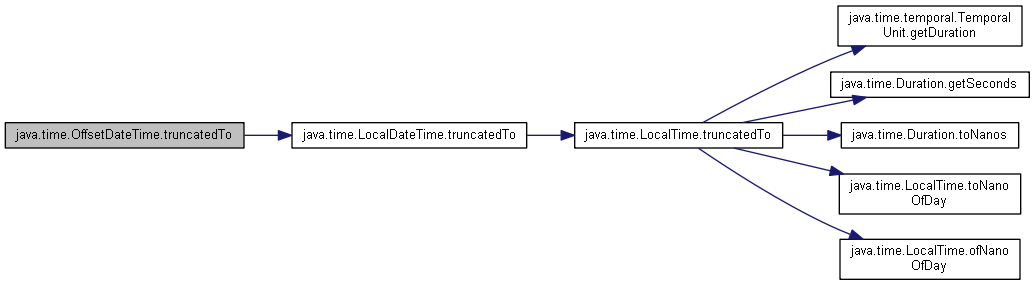 java.time.temporal.Temporal
Unit.getDuration
java.time.Duration.getSeconds
java.time.OffsetDateTime.truncatedTo
java.time.LocalDateTime.truncatedTo
java.time.LocalTime.truncatedTo
java.time.Duration.toNanos
java.time.LocalTime.toNano
OfDay
java.time.LocalTime.ofNano
OfDay